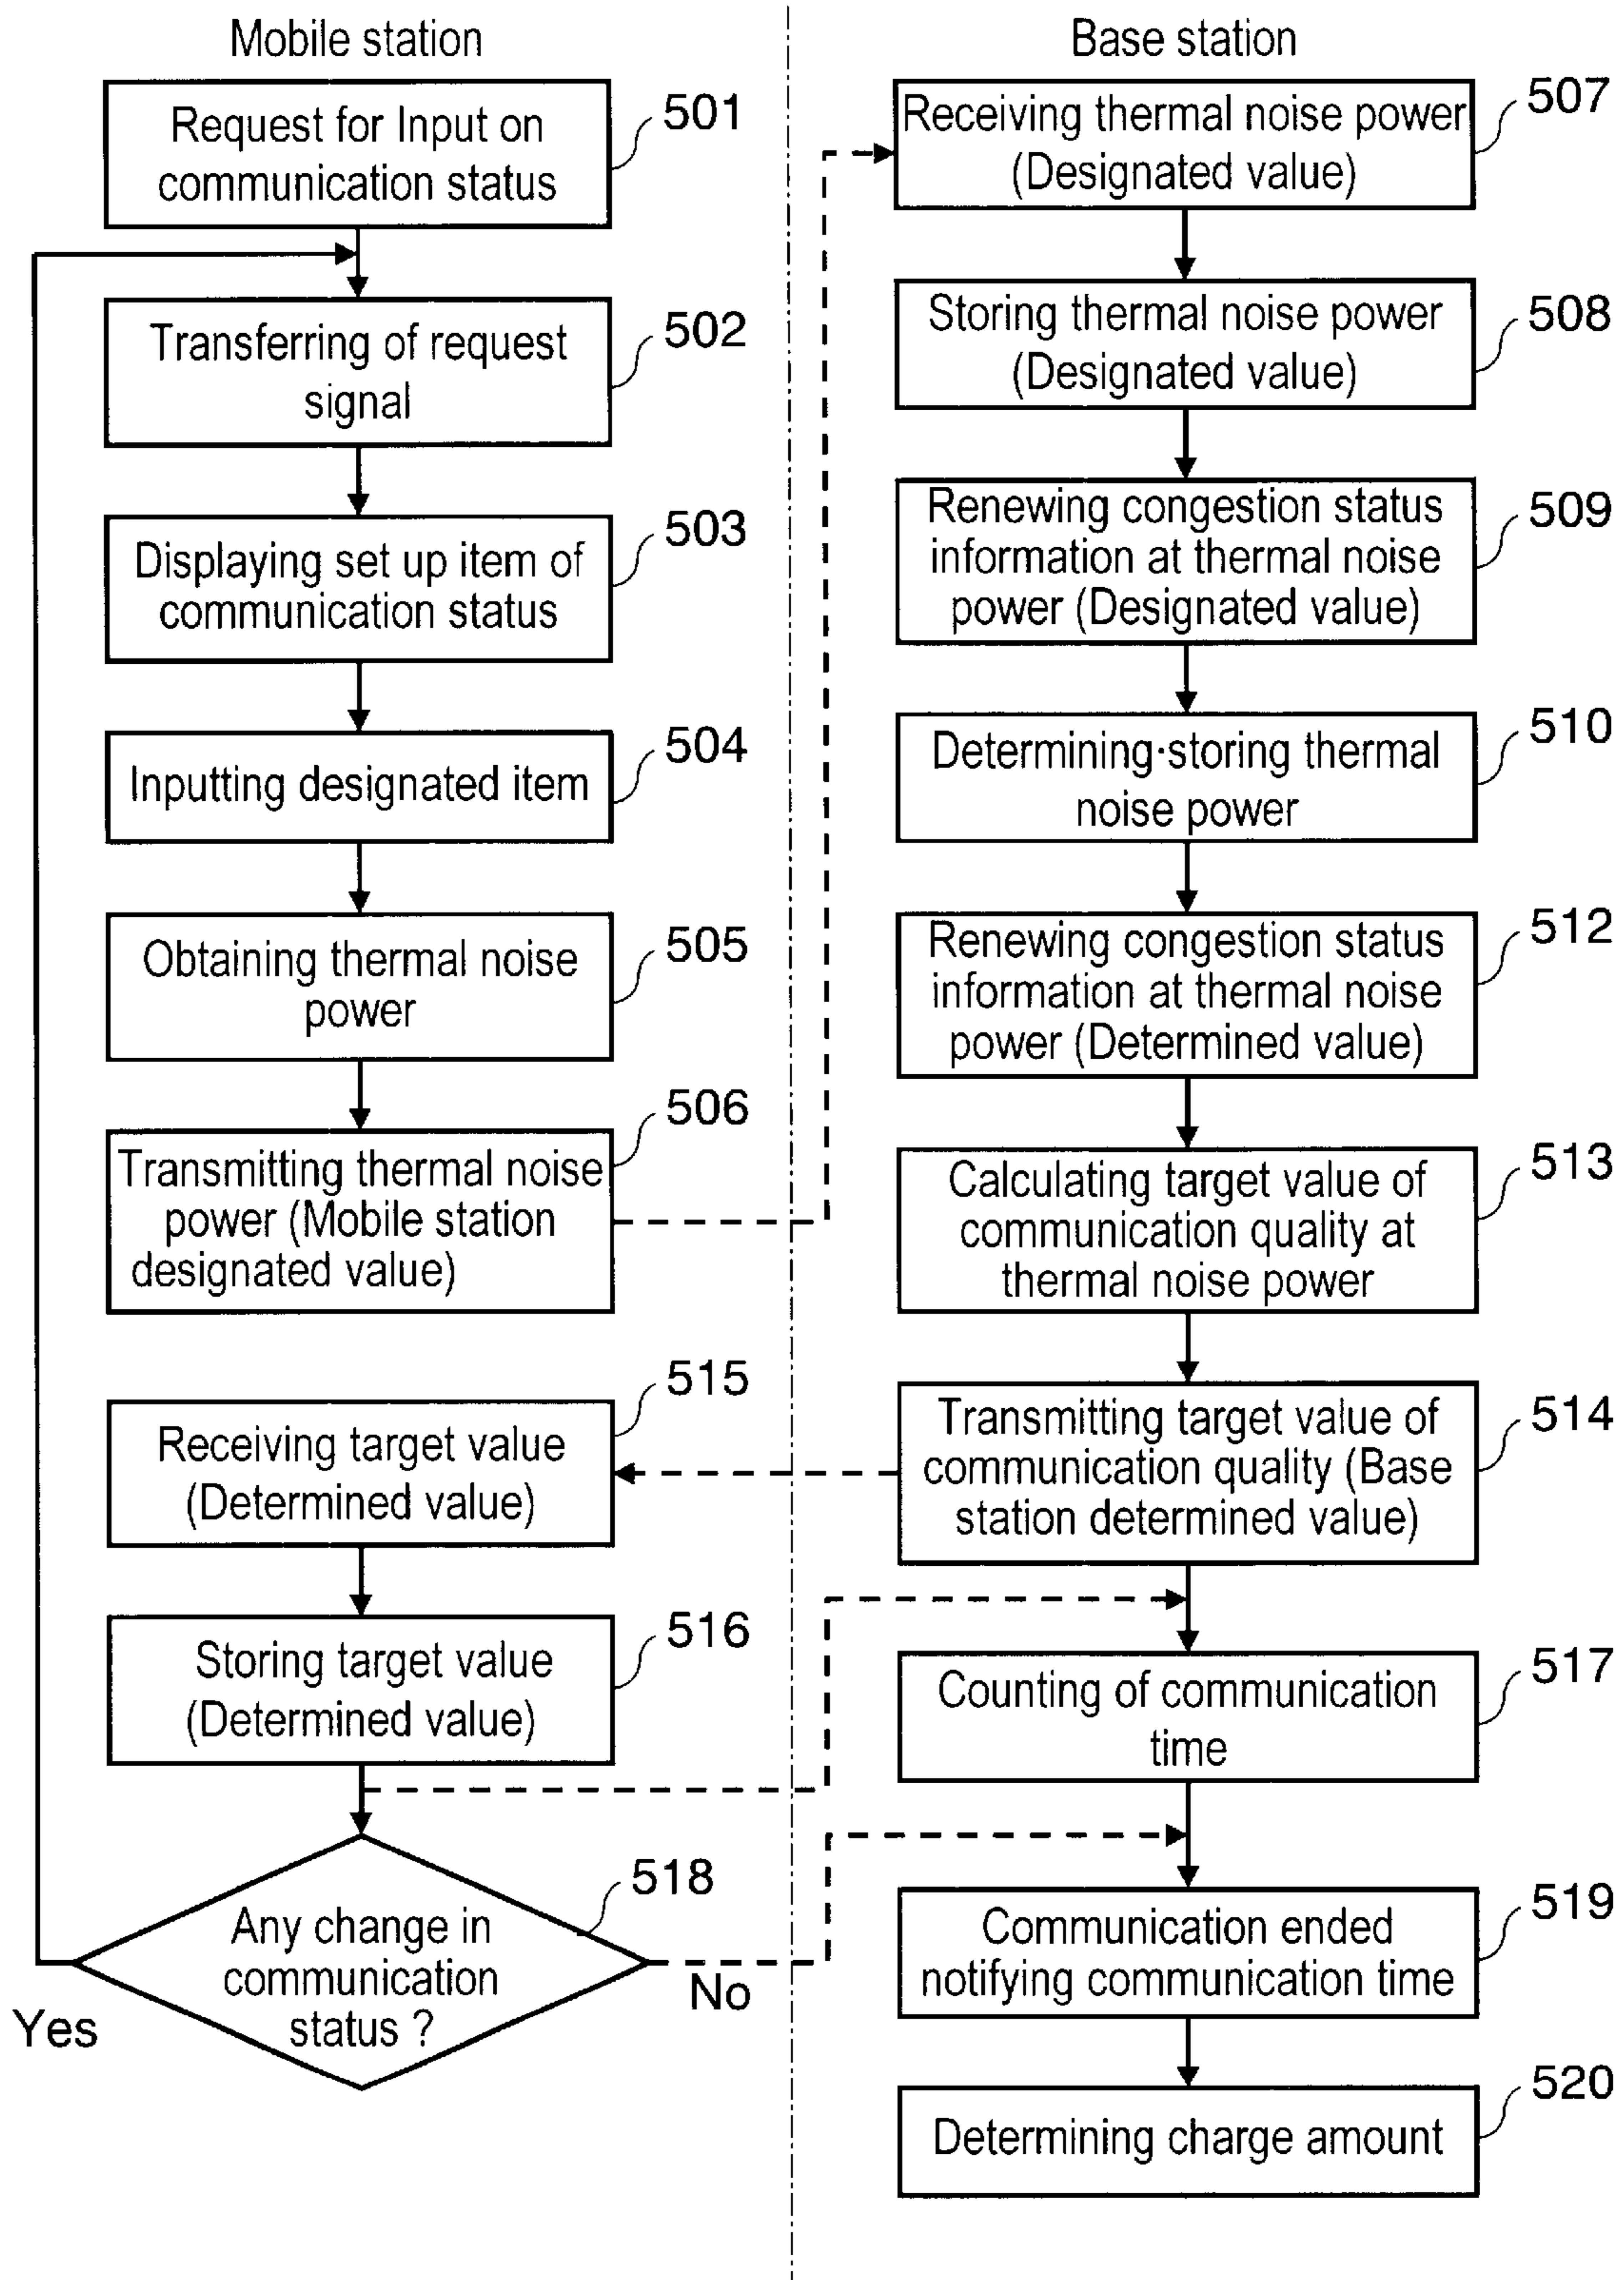 Mobile station
Request for Input on
communication status
501
Transferring of request
signal
502
Displaying set up item of
communication status
503
Inputting designated item
504
Obtaining thermal noise
power
505
Transmitting thermal noise
power (Mobile station
designated value)
506
Receiving target value
(Determined value)
515
Storing target value
(Determined value)
516
Any change in
communication
status ?
518
Yes
No
Base station
Receiving thermal noise power
(Designated value)
507
Storing thermal noise power
(Designated value)
508
Renewing congestion status
information at thermal noise
power (Designated value)
509
Determining·storing thermal
noise power
510
Renewing congestion status
information at thermal noise
power (Determined value)
512
Calculating target value of
communication quality at
thermal noise power
513
Transmitting target value of
communication quality (Base
station determined value)
514
Counting of communication
time
517
Communication ended
notifying communication time
519
Determining charge amount
520